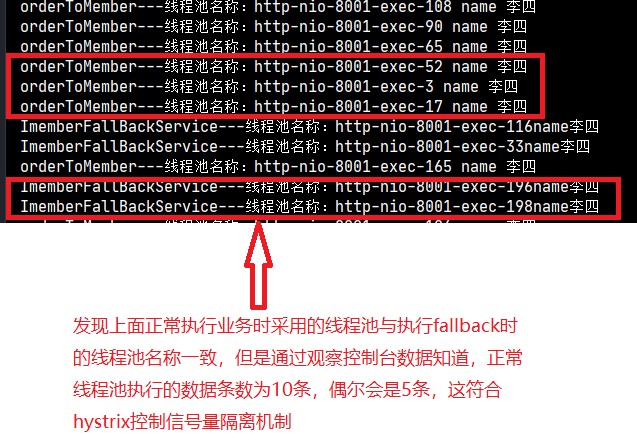 orderToMember---线程池名称：http-nio-8001-exec-108 name 李四
orderToMember---线程池名称：http-nio-8001-exec-90 name 李四
orderToMember---线程池名称：http-nio-8001-exec-65 name 李四
orderToMember---线程池名称：http-nio-8001-exec-52 name 李四
orderToMember---线程池名称：http-nio-8001-exec-3 name 李四
orderToMember---线程池名称：http-nio-8001-exec-17 name 李四
ImemberFallBackService---线程池名称：http-nio-8001-exec-116name李四
ImemberFallBackService---线程池名称：http-nio-8001-exec-33name李四
orderToMember---线程池名称：http-nio-8001-exec-165 name 李四
ImemberFallBackService---线程池名称：http-nio-8001-exec-196name李四
ImemberFallBackService---线程池名称：http-nio-8001-exec-198name李四
发现上面正常执行业务时采用的线程池与执行fallback时
的线程池名称一致，但是通过观察控制台数据知道，正常
线程池执行的数据条数为10条，偶尔会是5条，这符合
hystrix控制信号量隔离机制